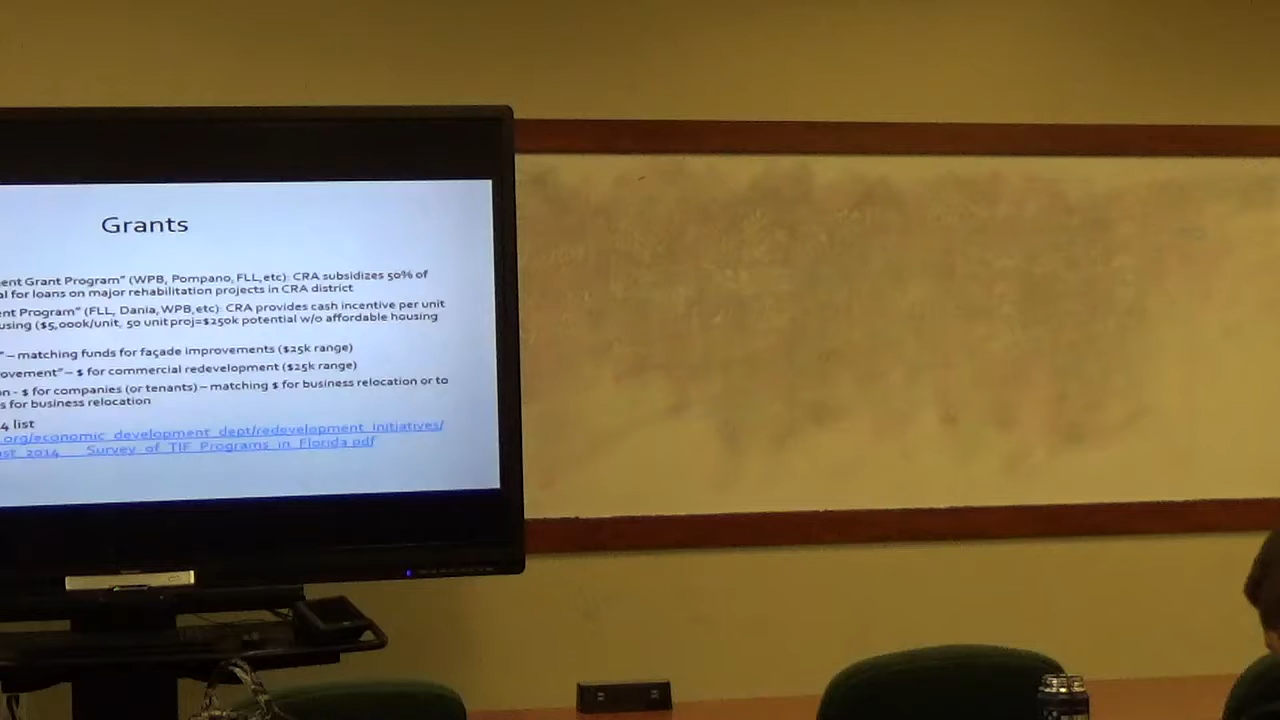 Grants
ent Grant Program" (WPB, Pompano, FLL,etc): CRA subsidizes 50% of
al for loans on major rehabilitation projects in CRA district
ent Program" (FLL, Dania, WPB, etc): CRA provides cash incentive per unit
using ($5,000k/unit, 50 unit proj=$250k potential w/o affordable housing
" – matching funds for façade improvements ($25k range)
ovement" – $ for commercial redevelopment ($25k range)
on - $ for companies (or tenants) – matching $ for business relocation or to
s for business relocation
4 list
.org/economic_development_dept/redevelopment_initiatives/
ast_2014___Survey_of_TIF_Programs_in_Florida.pdf